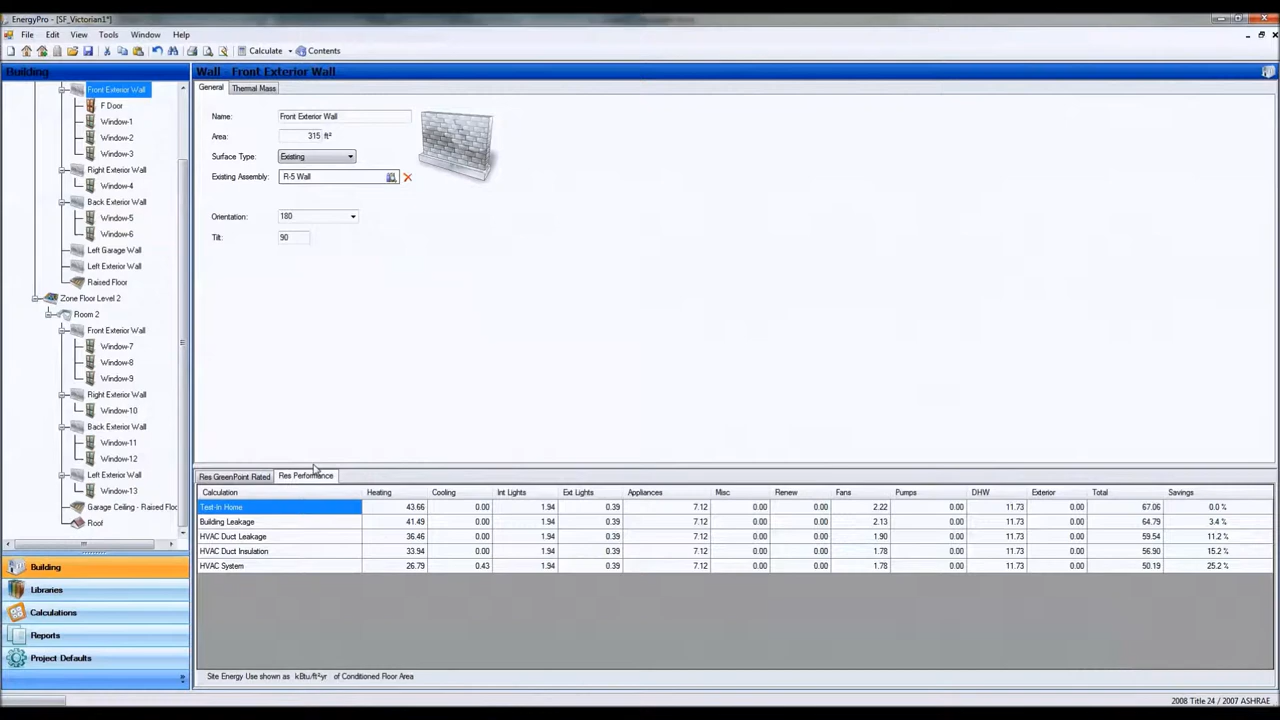 EnergyPro - [SF_Victorian1*]
File Edit View Tools Window Help
Calculate Contents
Building
Wall - Front Exterior Wall
General Thermal Mass
Front Exterior Wall
F Door
Window-1
Window-2
Window-3
Right Exterior Wall
Window-4
Back Exterior Wall
Window-5
Window-6
Left Garage Wall
Left Exterior Wall
Raised Floor
Zone Floor Level 2
Room 2
Front Exterior Wall
Window-7
Window-8
Window-9
Right Exterior Wall
Window-10
Back Exterior Wall
Window-11
Window-12
Left Exterior Wall
Window-13
Garage Ceiling - Raised Floo
Roof
Building
Libraries
Calculations
Reports
Project Defaults
Name: Front Exterior Wall
Area: 315 ft²
Surface Type: Existing
Existing Assembly: R-5 Wall
Orientation: 180
Tilt: 90
Res GreenPoint Rated Res Performance
Calculation Heating Cooling Int Lights Ext Lights Appliances Misc Renew Fans Pumps DHW Exterior Total Savings
Test-In Home 43.66 0.00 1.94 0.39 7.12 0.00 0.00 2.22 0.00 11.73 0.00 67.06 0.0 %
Building Leakage 41.49 0.00 1.94 0.39 7.12 0.00 0.00 0.00 11.73 0.00 64.79 3.4 %
HVAC Duct Leakage 36.46 0.00 1.94 0.39 7.12 0.00 0.00 1.90 0.00 11.73 0.00 59.54 11.2 %
HVAC Duct Insulation 33.94 0.00 1.94 0.39 7.12 0.00 0.00 1.78 0.00 11.73 0.00 56.90 15.2 %
HVAC System 26.79 0.43 1.94 0.39 7.12 0.00 0.00 1.78 0.00 11.73 0.00 50.19 25.2 %
Site Energy Use shown as kBtu/ft²yr of Conditioned Floor Area
2008 Title 24 / 2007 ASHRAE